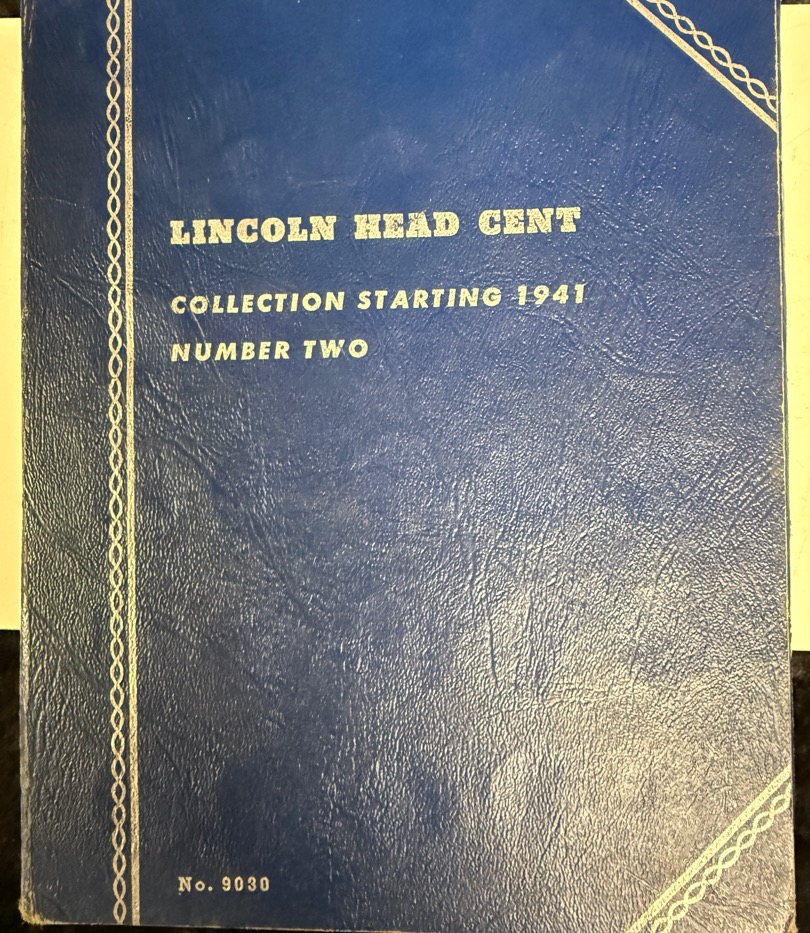 LINCOLN HEAD CENT
COLLECTION STARTING 1941
NUMBER TWO
No. 9030